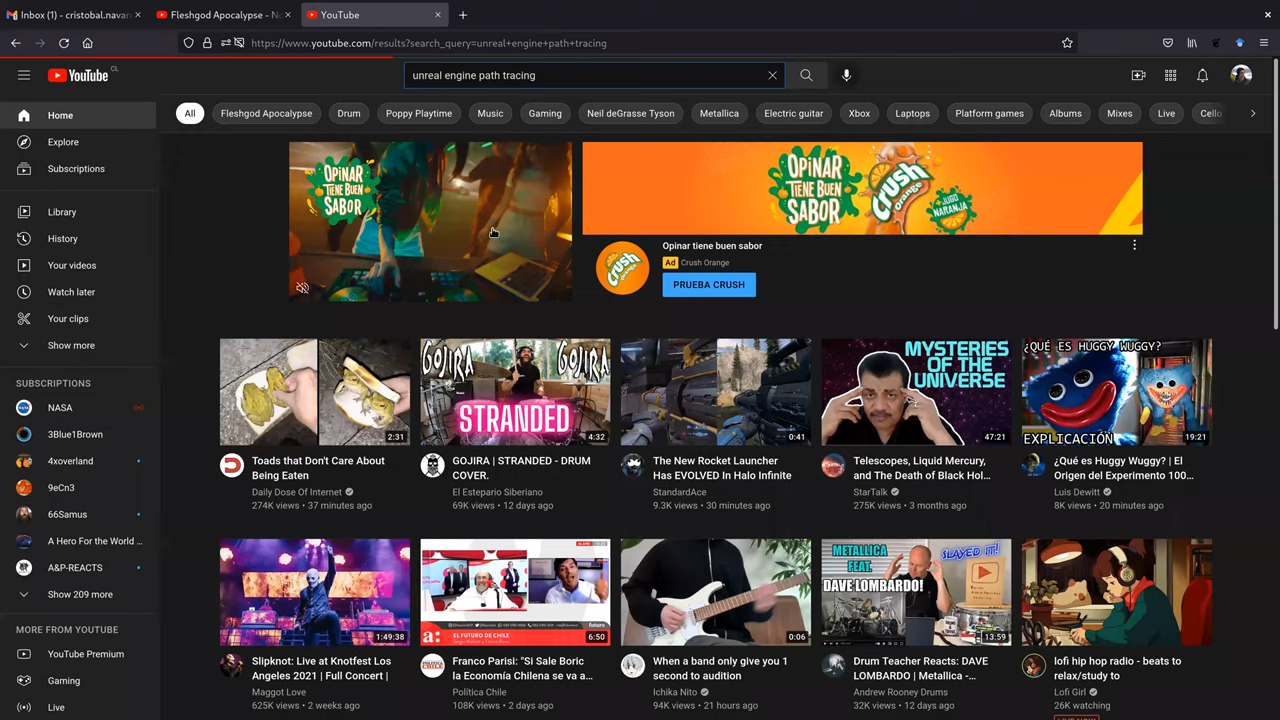 Inbox (1) - cristobal.navar
Fleshgod Apocalypse - No
YouTube
https://www.youtube.com/results?search_query=unreal+engine+path+tracing
YouTube CL
unreal engine path tracing
All
Fleshgod Apocalypse
Drum
Poppy Playtime
Music
Gaming
Neil deGrasse Tyson
Metallica
Electric guitar
Xbox
Laptops
Platform games
Albums
Mixes
Live
Cello
Home
Explore
Subscriptions
Library
History
Your videos
Watch later
Your clips
Show more
SUBSCRIPTIONS
NASA
3Blue1Brown
4xoverland
9eCn3
66Samus
A Hero For the World ...
A&P-REACTS
Show 209 more
MORE FROM YOUTUBE
YouTube Premium
Gaming
Live
OPINAR
TIENE BUEN
SABOR
OPINAR
TIENE BUEN
SABOR
Crush
Orange
+JUGO
NARANJA
Crush
Opinar tiene buen sabor
Ad Crush Orange
PRUEBA CRUSH
2:31
Toads that Don't Care About
Being Eaten
Daily Dose Of Internet
274K views • 37 minutes ago
GOJIRA
GOJIRA
STRANDED
4:32
GOJIRA | STRANDED - DRUM
COVER.
El Estepario Siberiano
69K views • 12 days ago
0:41
The New Rocket Launcher
Has EVOLVED In Halo Infinite
StandardAce
9.3K views • 30 minutes ago
MYSTERIES
OF THE
UNIVERSE
47:21
Telescopes, Liquid Mercury,
and The Death of Black Hol...
StarTalk
275K views • 3 months ago
¿QUÉ ES HUGGY WUGGY?
EXPLICACIÓN
19:21
¿Qué es Huggy Wuggy? | El
Origen del Experimento 100...
Luis Dewitt
8K views • 20 minutes ago
1:49:38
Slipknot: Live at Knotfest Los
Angeles 2021 | Full Concert |
Maggot Love
625K views • 2 weeks ago
a:
EL FUTURO DE CHILE
6:50
POLÍTICA
CHILE
Franco Parisi: "Si Sale Boric
la Economía Chilena se va a...
Política Chile
108K views • 2 days ago
0:06
When a band only give you 1
second to audition
Ichika Nito
94K views • 21 hours ago
METALLICA
FEAT.
DAVE LOMBARDO!
SLAYED IT!
13:59
Drum Teacher Reacts: DAVE
LOMBARDO | Metallica -...
Andrew Rooney Drums
32K views • 12 days ago
lofi hip hop radio - beats to
relax/study to
Lofi Girl
26K watching
LIVE NOW